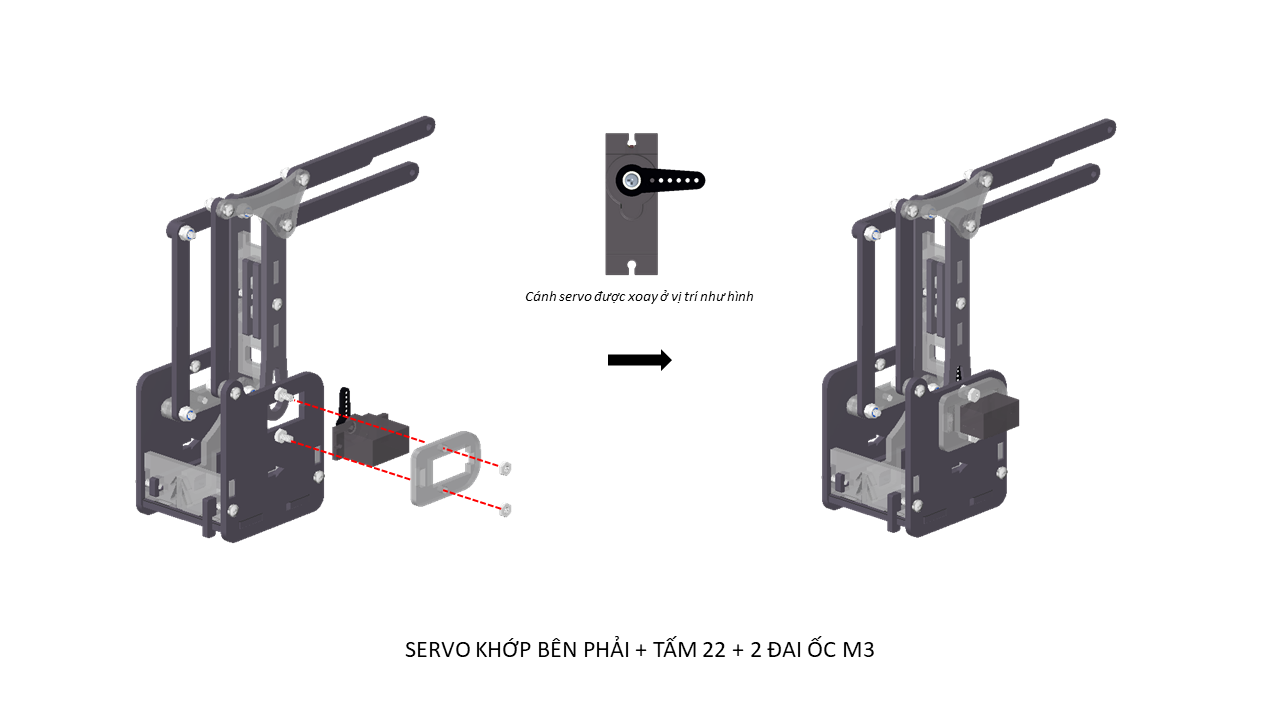 Cánh servo được xoay ở vị trí như hình
SERVO KHỚP BÊN PHẢI + TẤM 22 + 2 ĐAI ỐC M3